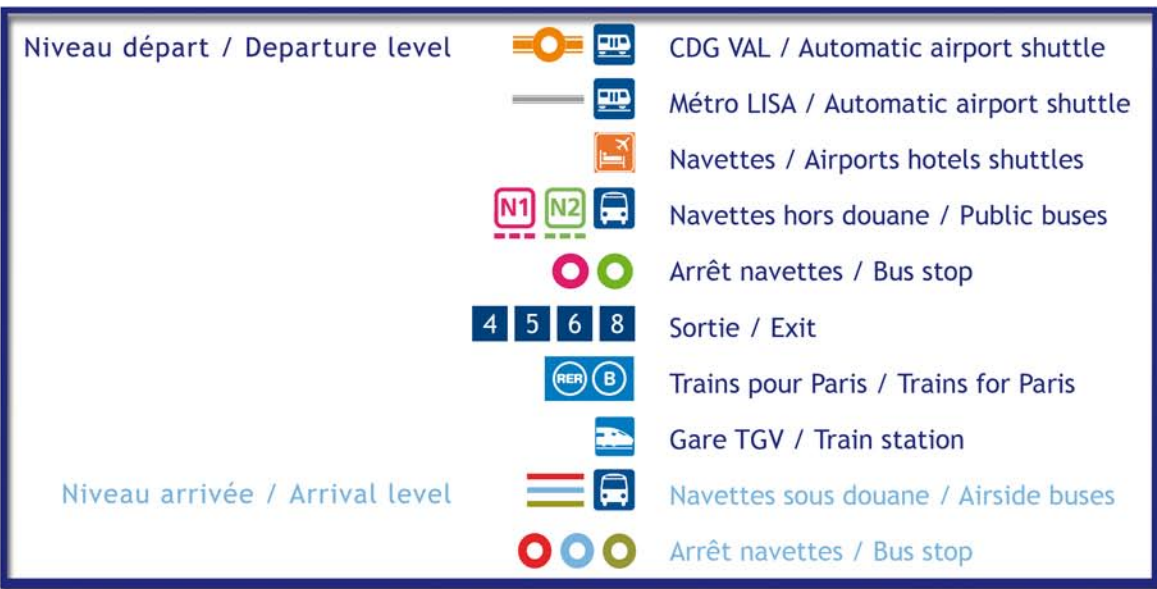 Niveau départ / Departure level CDG VAL / Automatic airport shuttle
Métro LISA / Automatic airport shuttle
Navettes / Airports hotels shuttles
N1 N2 Navettes hors douane / Public buses
Arrêt navettes / Bus stop
4 5 6 8 Sortie / Exit
RER B Trains pour Paris / Trains for Paris
Gare TGV / Train station
Niveau arrivée / Arrival level Navettes sous douane / Airside buses
Arrêt navettes / Bus stop